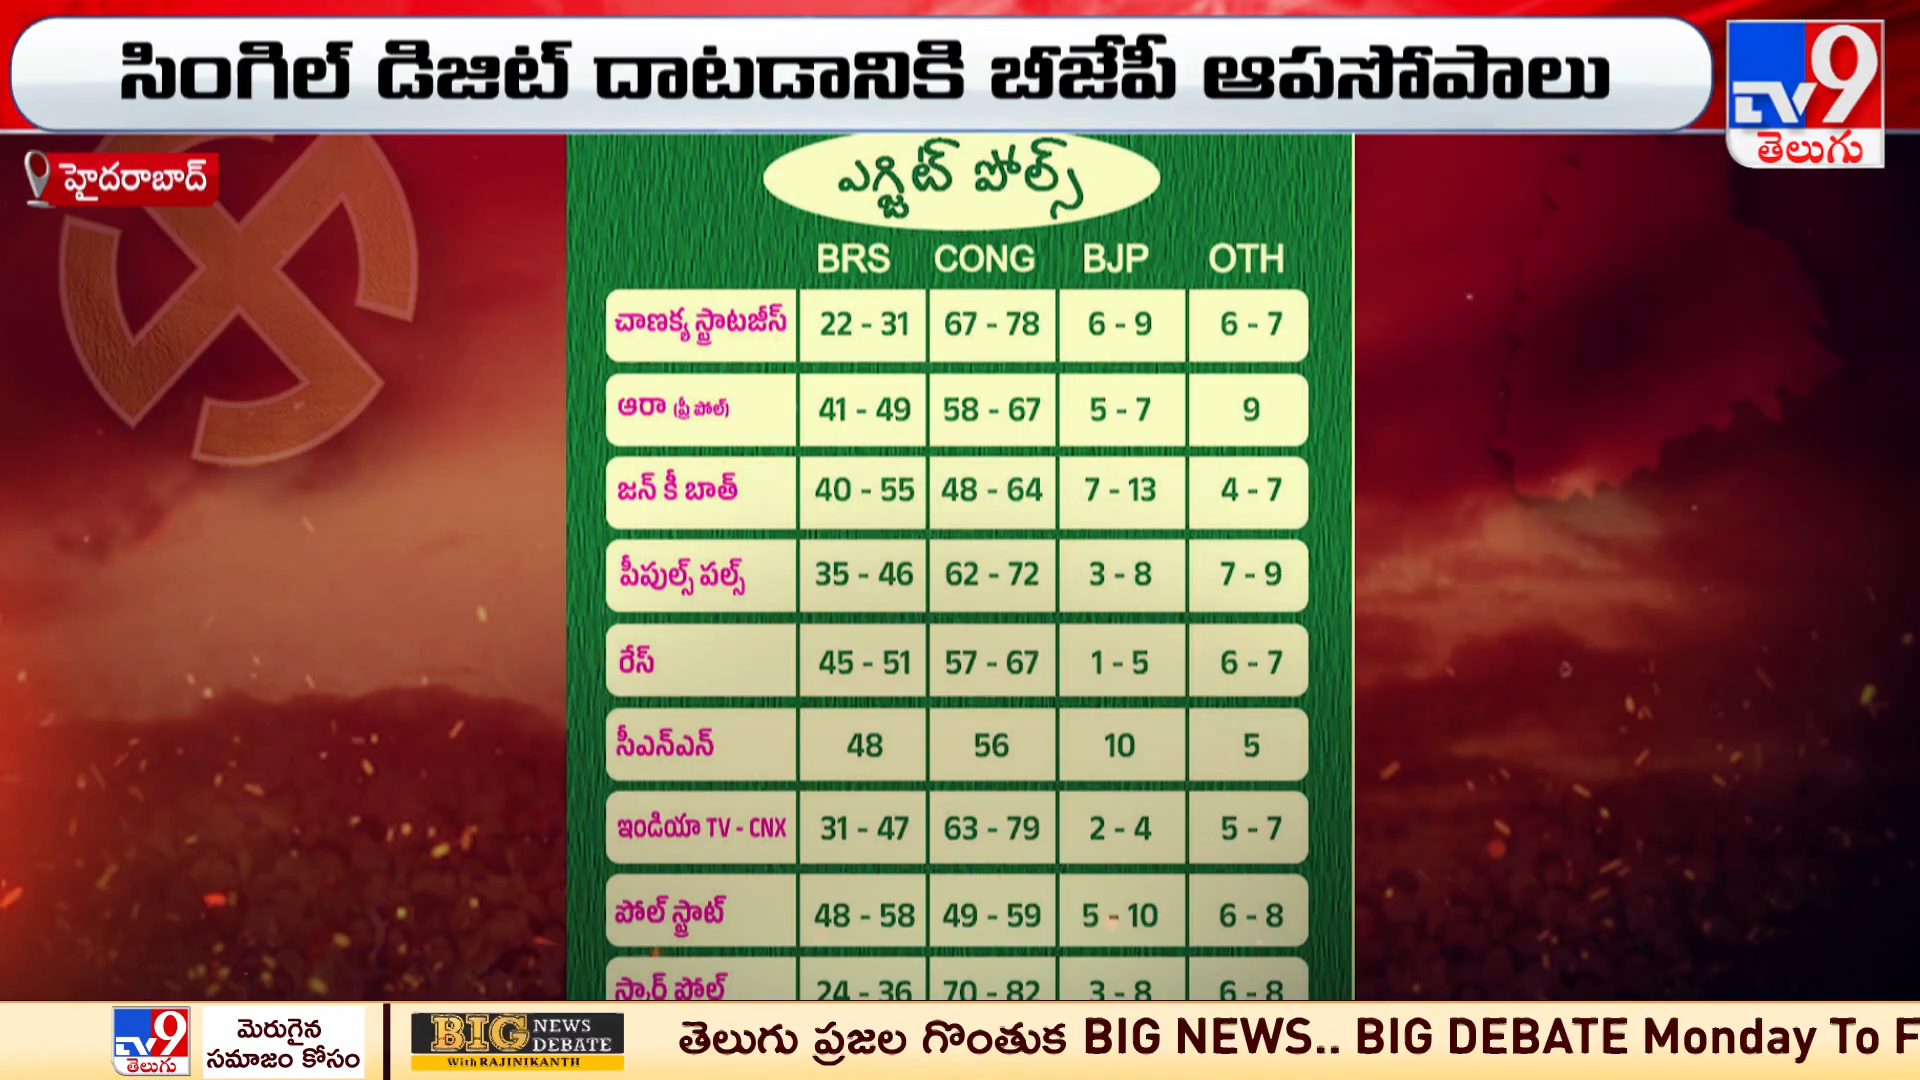 సింగిల్ డిజిట్ దాటడానికి బీజేపీ ఆపసోపాలు
TV9
తెలుగు
హైదరాబాద్
ఎగ్జిట్ పోల్స్
BRS CONG BJP OTH
చాణక్య స్ట్రాటజీస్ 22 - 31 67 - 78 6 - 9 6 - 7
ఆరా (ప్రీ పోల్) 41 - 49 58 - 67 5 - 7 9
జన్ కీ బాత్ 40 - 55 48 - 64 7 - 13 4 - 7
పీపుల్స్ పల్స్ 35 - 46 62 - 72 3 - 8 7 - 9
రేస్ 45 - 51 57 - 67 1 - 5 6 - 7
సీఎన్ఎన్ 48 56 10 5
ఇండియా TV - CNX 31 - 47 63 - 79 2 - 4 5 - 7
పోల్ స్ట్రాట్ 48 - 58 49 - 59 5 - 10 6 - 8
స్కార్ పోల్ 24 - 36 70 - 82 3 - 8 6 - 8
TV9
తెలుగు
మెరుగైన
సమాజం కోసం
BIG NEWS DEBATE
With RAJINIKANTH
తెలుగు ప్రజల గొంతుక BIG NEWS.. BIG DEBATE Monday To F